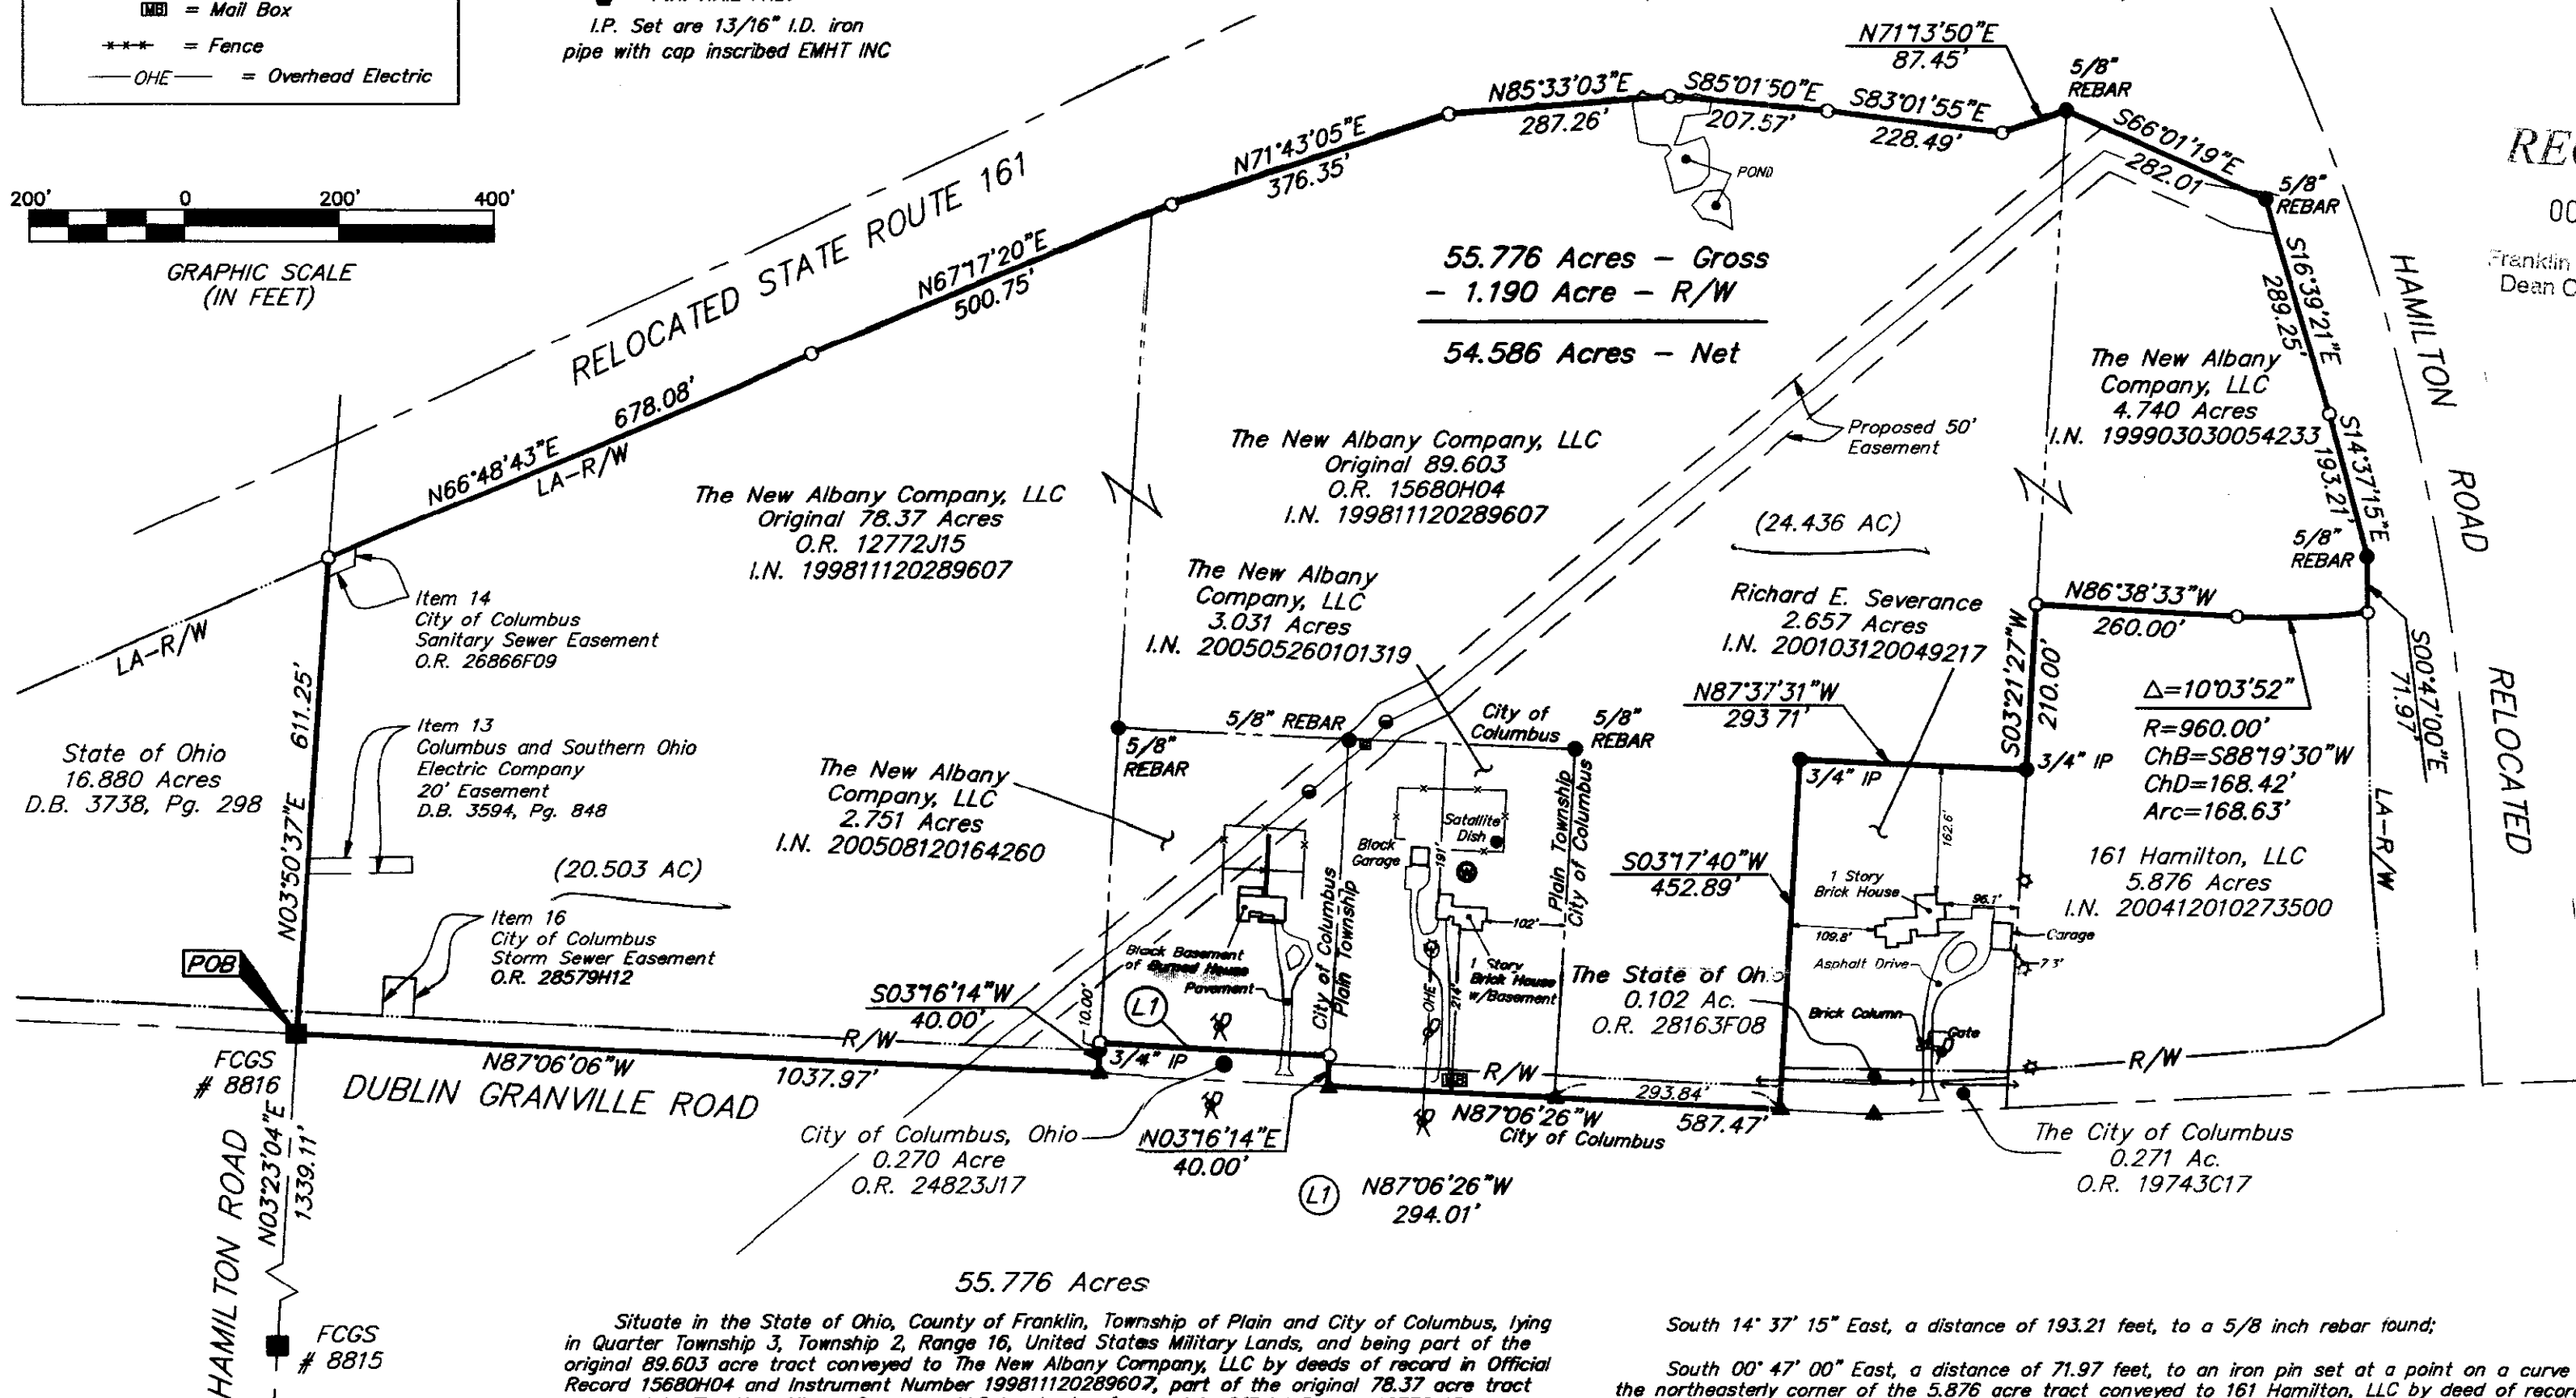 MB = Mail Box
= Fence
OHE = Overhead Electric
I.P. Set are 13/16" I.D. iron
pipe with cap inscribed EMHT INC
200' 0 200' 400'
GRAPHIC SCALE
(IN FEET)
RELOCATED STATE ROUTE 161
N66°48'43"E
678.08'
LA-R/W
N67°17'20"E
500.75'
N71°43'05"E
376.35'
N85°33'03"E
287.26'
S85°01'50"E
207.57'
S83°01'55"E
228.49'
N71°13'50"E
87.45'
5/8"
REBAR
S66°01'19"E
282.01
5/8"
REBAR
S16°39'21"E
289.25'
S14°37'15"E
193.21'
5/8"
REBAR
S00°47'00"E
71.97'
HAMILTON ROAD RELOCATED
Franklin
POND
55.776 Acres - Gross
- 1.190 Acre - R/W
54.586 Acres - Net
The New Albany
Company, LLC
4.740 Acres
I.N. 199903030054233
Proposed 50'
Easement
The New Albany Company, LLC
Original 89.603
O.R. 15680H04
I.N. 199811120289607
The New Albany Company, LLC
Original 78.37 Acres
O.R. 12772J15
I.N. 199811120289607
(24.436 AC)
The New Albany
Company, LLC
3.031 Acres
I.N. 200505260101319
Richard E. Severance
2.657 Acres
I.N. 200103120049217
N86°38'33"W
260.00'
S03°21'27"W
210.00'
Δ=10°03'52"
R=960.00'
ChB=S88°19'30"W
ChD=168.42'
Arc=168.63'
161 Hamilton, LLC
5.876 Acres
I.N. 200412010273500
LA-R/W
LA-R/W
Item 14
City of Columbus
Sanitary Sewer Easement
O.R. 26866F09
State of Ohio
16.880 Acres
D.B. 3738, Pg. 298
N03°50'37"E 611.25'
Item 13
Columbus and Southern Ohio
Electric Company
20' Easement
D.B. 3594, Pg. 848
(20.503 AC)
Item 16
City of Columbus
Storm Sewer Easement
O.R. 28579H12
The New Albany
Company, LLC
2.751 Acres
I.N. 200508120164260
5/8"
REBAR
5/8" REBAR
City of
Columbus
5/8"
REBAR
N87°37'31"W
293.71'
3/4" IP
3/4" IP
S03°17'40"W
452.89'
162.6'
96.1'
109.8'
7.3'
1 Story
Brick House
Garage
Asphalt Drive
Brick Column
Gate
Satallite
Dish
Block
Garage
W
191'
102'
214'
OHE
1 Story
Brick House
w/Basement
Plain Township
City of Columbus
City of Columbus
Plain Township
Block Basement
of Burned House
Pavement
The State of Ohio
0.102 Ac.
O.R. 28163F08
POB
FCGS
# 8816
S03°16'14"W
40.00'
10.00'
L1
3/4" IP
R/W
R/W
R/W
N87°06'06"W
1037.97'
DUBLIN GRANVILLE ROAD
293.84'
N87°06'26"W
587.47'
City of Columbus
City of Columbus, Ohio
0.270 Acre
O.R. 24823J17
N03°16'14"E
40.00'
L1 N87°06'26"W
294.01'
The City of Columbus
0.271 Ac.
O.R. 19743C17
HAMILTON ROAD
N03°23'04"E
1339.11'
FCGS
# 8815
55.776 Acres
Situate in the State of Ohio, County of Franklin, Township of Plain and City of Columbus, lying
in Quarter Township 3, Township 2, Range 16, United States Military Lands, and being part of the
original 89.603 acre tract conveyed to The New Albany Company, LLC by deeds of record in Official
Record 15680H04 and Instrument Number 199811120289607, part of the original 78.37 acre tract
South 14° 37' 15" East, a distance of 193.21 feet, to a 5/8 inch rebar found;
South 00° 47' 00" East, a distance of 71.97 feet, to an iron pin set at a point on a curve
the northeasterly corner of the 5.876 acre tract conveyed to 161 Hamilton, LLC by deed of recor